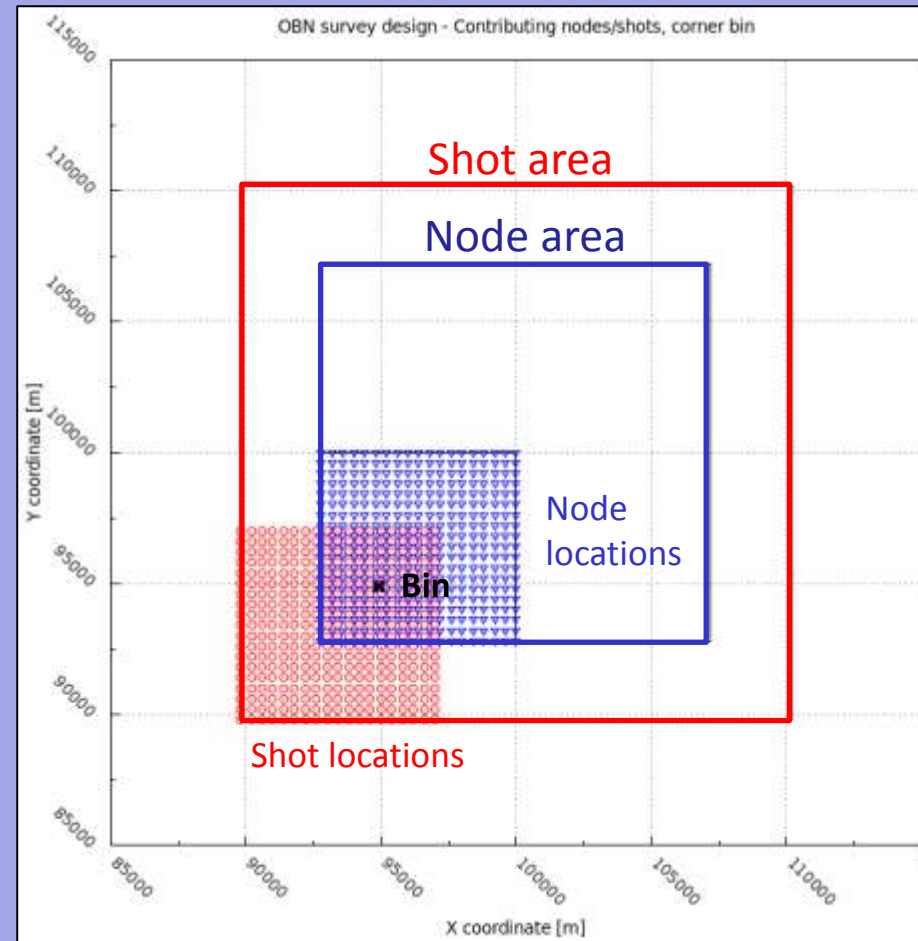 OBN survey design - Contributing nodes/shots, corner bin
115000
110000
105000
100000
95000
90000
85000
Y coordinate [m]
Shot area
Node area
Node
locations
Bin
Shot locations
85000
90000
95000
100000
105000
110000
X coordinate [m]